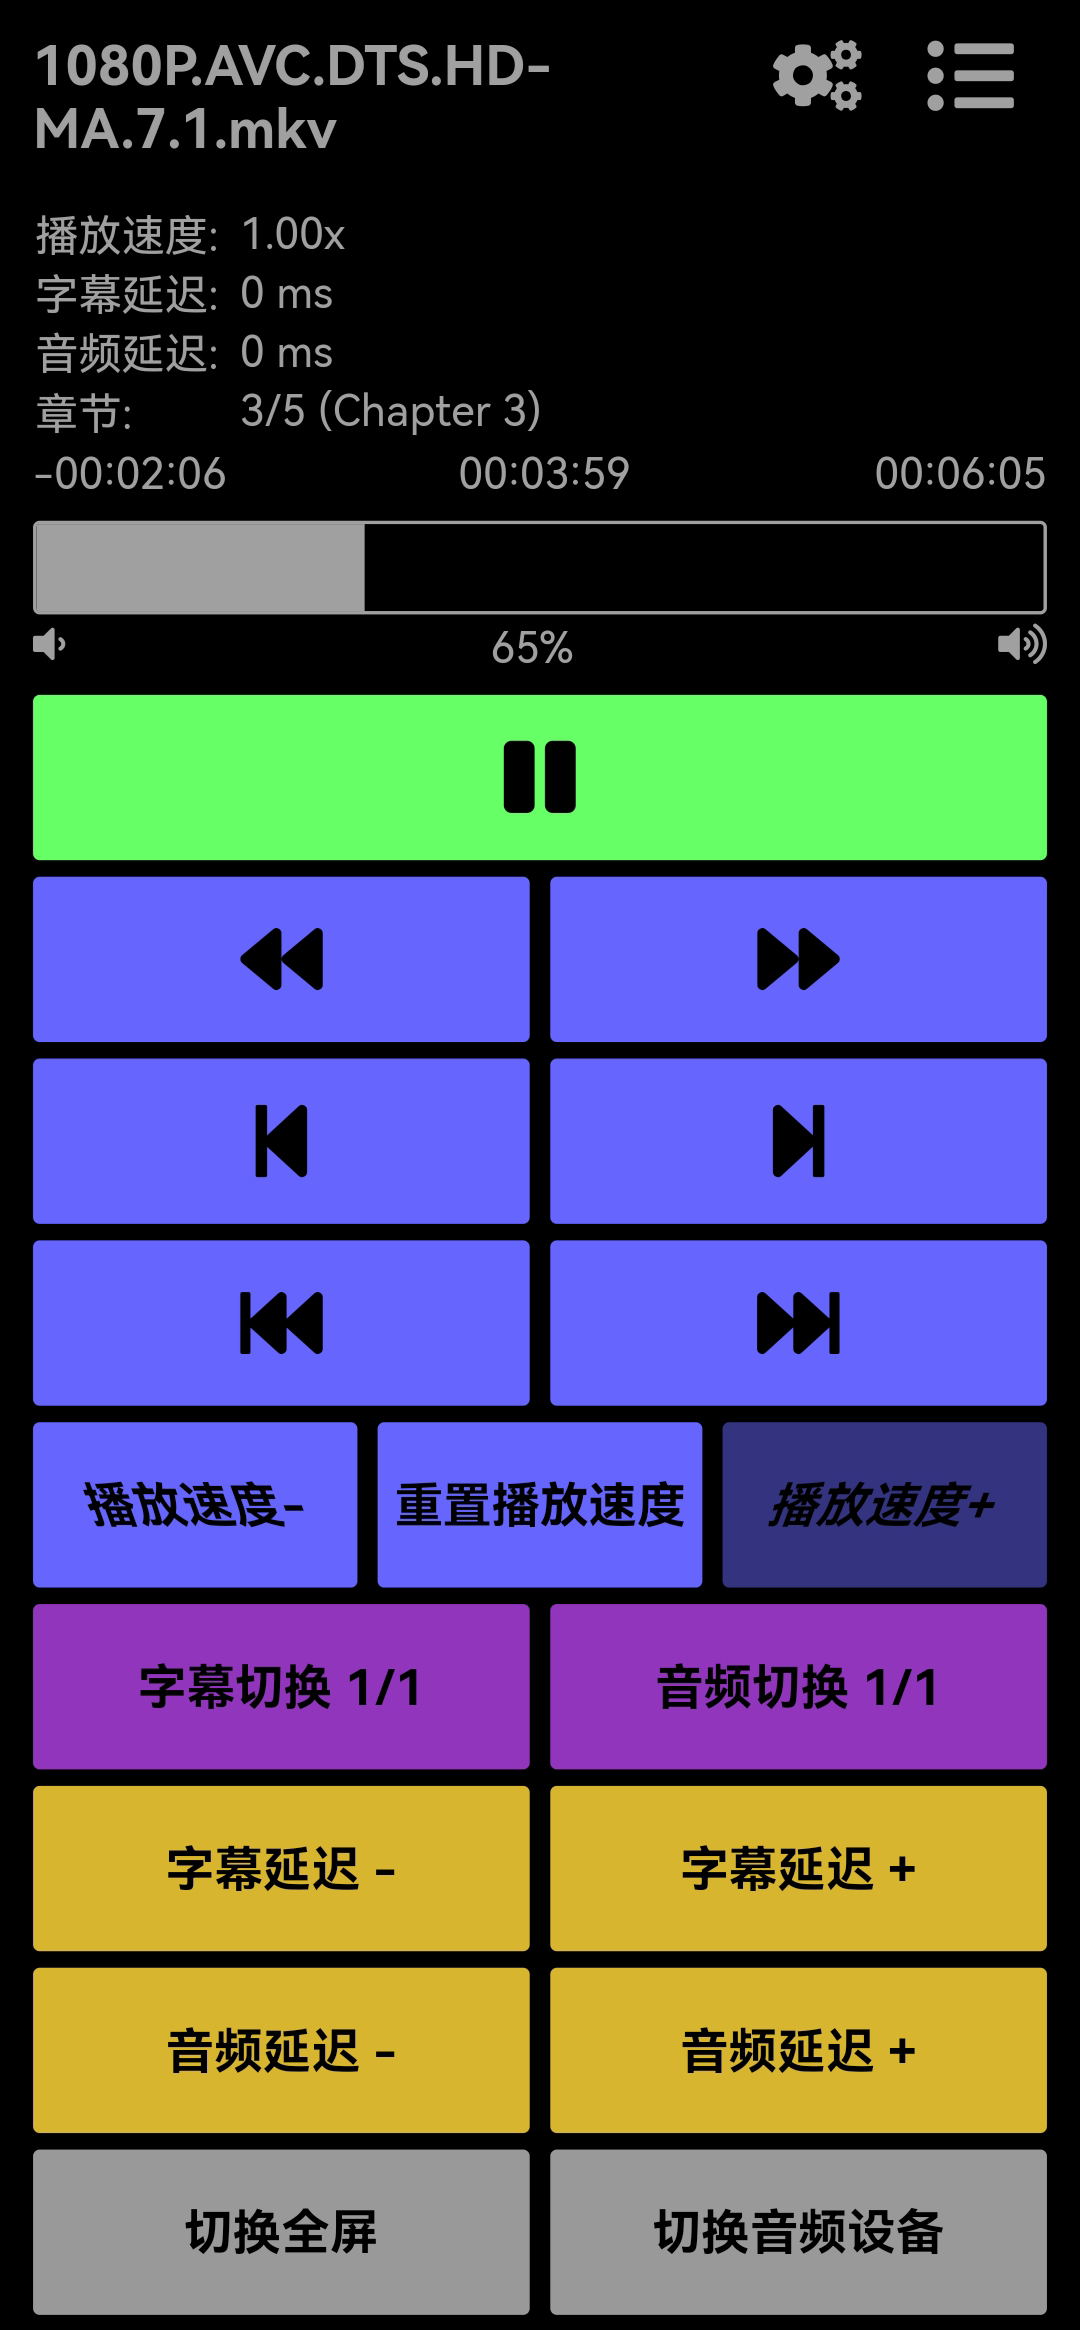 1080P.AVC.DTS.HD-
MA.7.1.mkv
播放速度: 1.00x
字幕延迟: 0 ms
音频延迟: 0 ms
章节: 3/5 (Chapter 3)
-00:02:06 00:03:59 00:06:05
65%
播放速度- 重置播放速度 播放速度+
字幕切换 1/1 音频切换 1/1
字幕延迟 - 字幕延迟 +
音频延迟 - 音频延迟 +
切换全屏 切换音频设备